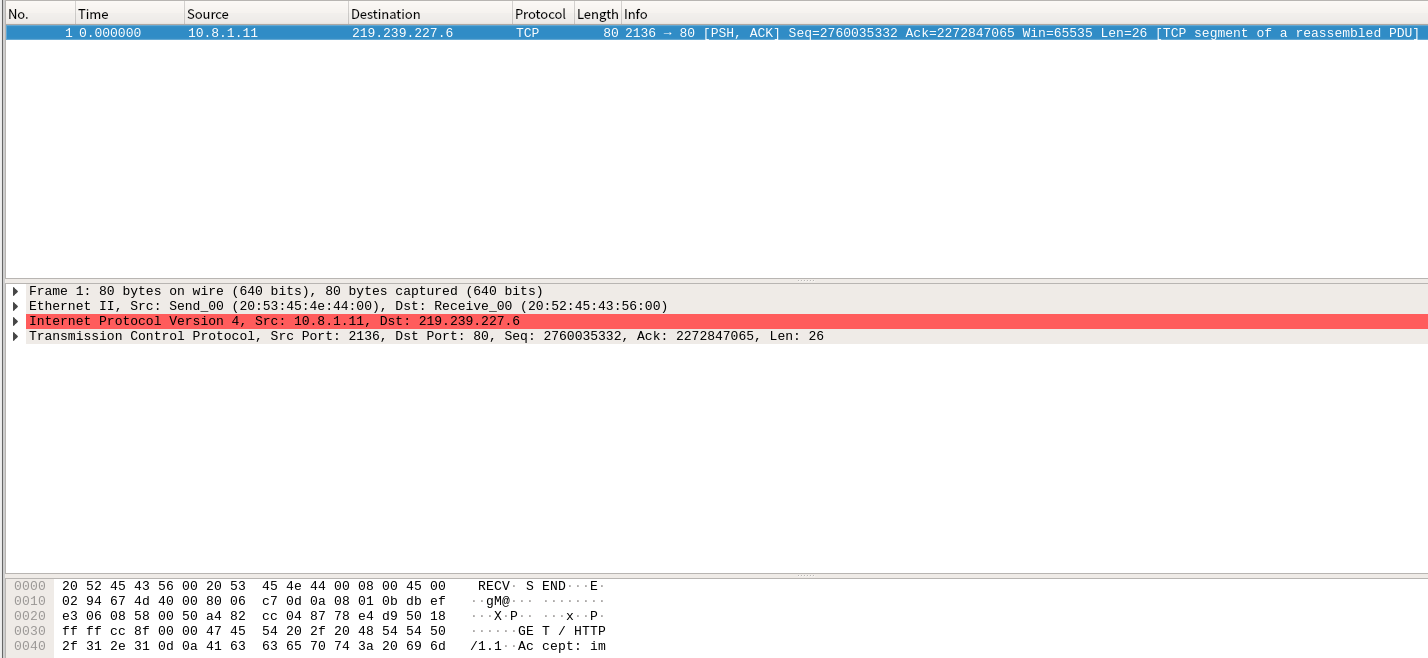 No. Time Source Destination Protocol Length Info
1 0.000000 10.8.1.11 219.239.227.6 TCP 80 2136 → 80 [PSH, ACK] Seq=2760035332 Ack=2272847065 Win=65535 Len=26 [TCP segment of a reassembled PDU]
Frame 1: 80 bytes on wire (640 bits), 80 bytes captured (640 bits)
Ethernet II, Src: Send_00 (20:53:45:4e:44:00), Dst: Receive_00 (20:52:45:43:56:00)
Internet Protocol Version 4, Src: 10.8.1.11, Dst: 219.239.227.6
Transmission Control Protocol, Src Port: 2136, Dst Port: 80, Seq: 2760035332, Ack: 2272847065, Len: 26
0000 20 52 45 43 56 00 20 53 45 4e 44 00 08 00 45 00 RECV· S END···E·
0010 02 94 67 4d 40 00 80 06 c7 0d 0a 08 01 0b db ef ··gM@··· ········
0020 e3 06 08 58 00 50 a4 82 cc 04 87 78 e4 d9 50 18 ···X·P·· ···x··P·
0030 ff ff cc 8f 00 00 47 45 54 20 2f 20 48 54 54 50 ······GE T / HTTP
0040 2f 31 2e 31 0d 0a 41 63 63 65 70 74 3a 20 69 6d /1.1··Ac cept: im